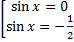 sin x = 0
sin x = −1/2